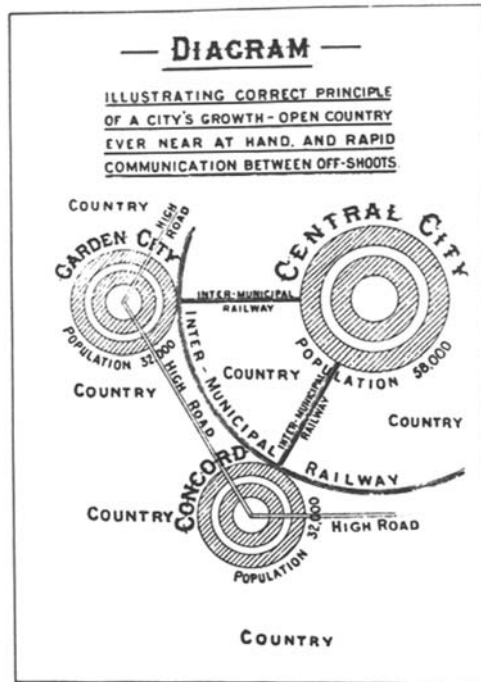 — DIAGRAM —
ILLUSTRATING CORRECT PRINCIPLE
OF A CITY'S GROWTH – OPEN COUNTRY
EVER NEAR AT HAND, AND RAPID
COMMUNICATION BETWEEN OFF-SHOOTS.
COUNTRY
HIGH
ROAD
GARDEN CITY
POPULATION 32,000
CENTRAL CITY
POPULATION 58,000
INTER-MUNICIPAL
RAILWAY
INTER-MUNICIPAL RAILWAY
COUNTRY
COUNTRY
HIGH ROAD
INTER-MUNICIPAL
RAILWAY
COUNTRY
CONCORD
POPULATION 32,000
COUNTRY
HIGH ROAD
COUNTRY